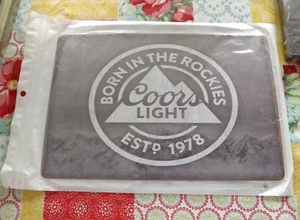 BORN IN THE ROCKIES
Coors
LIGHT
ESTD 1978